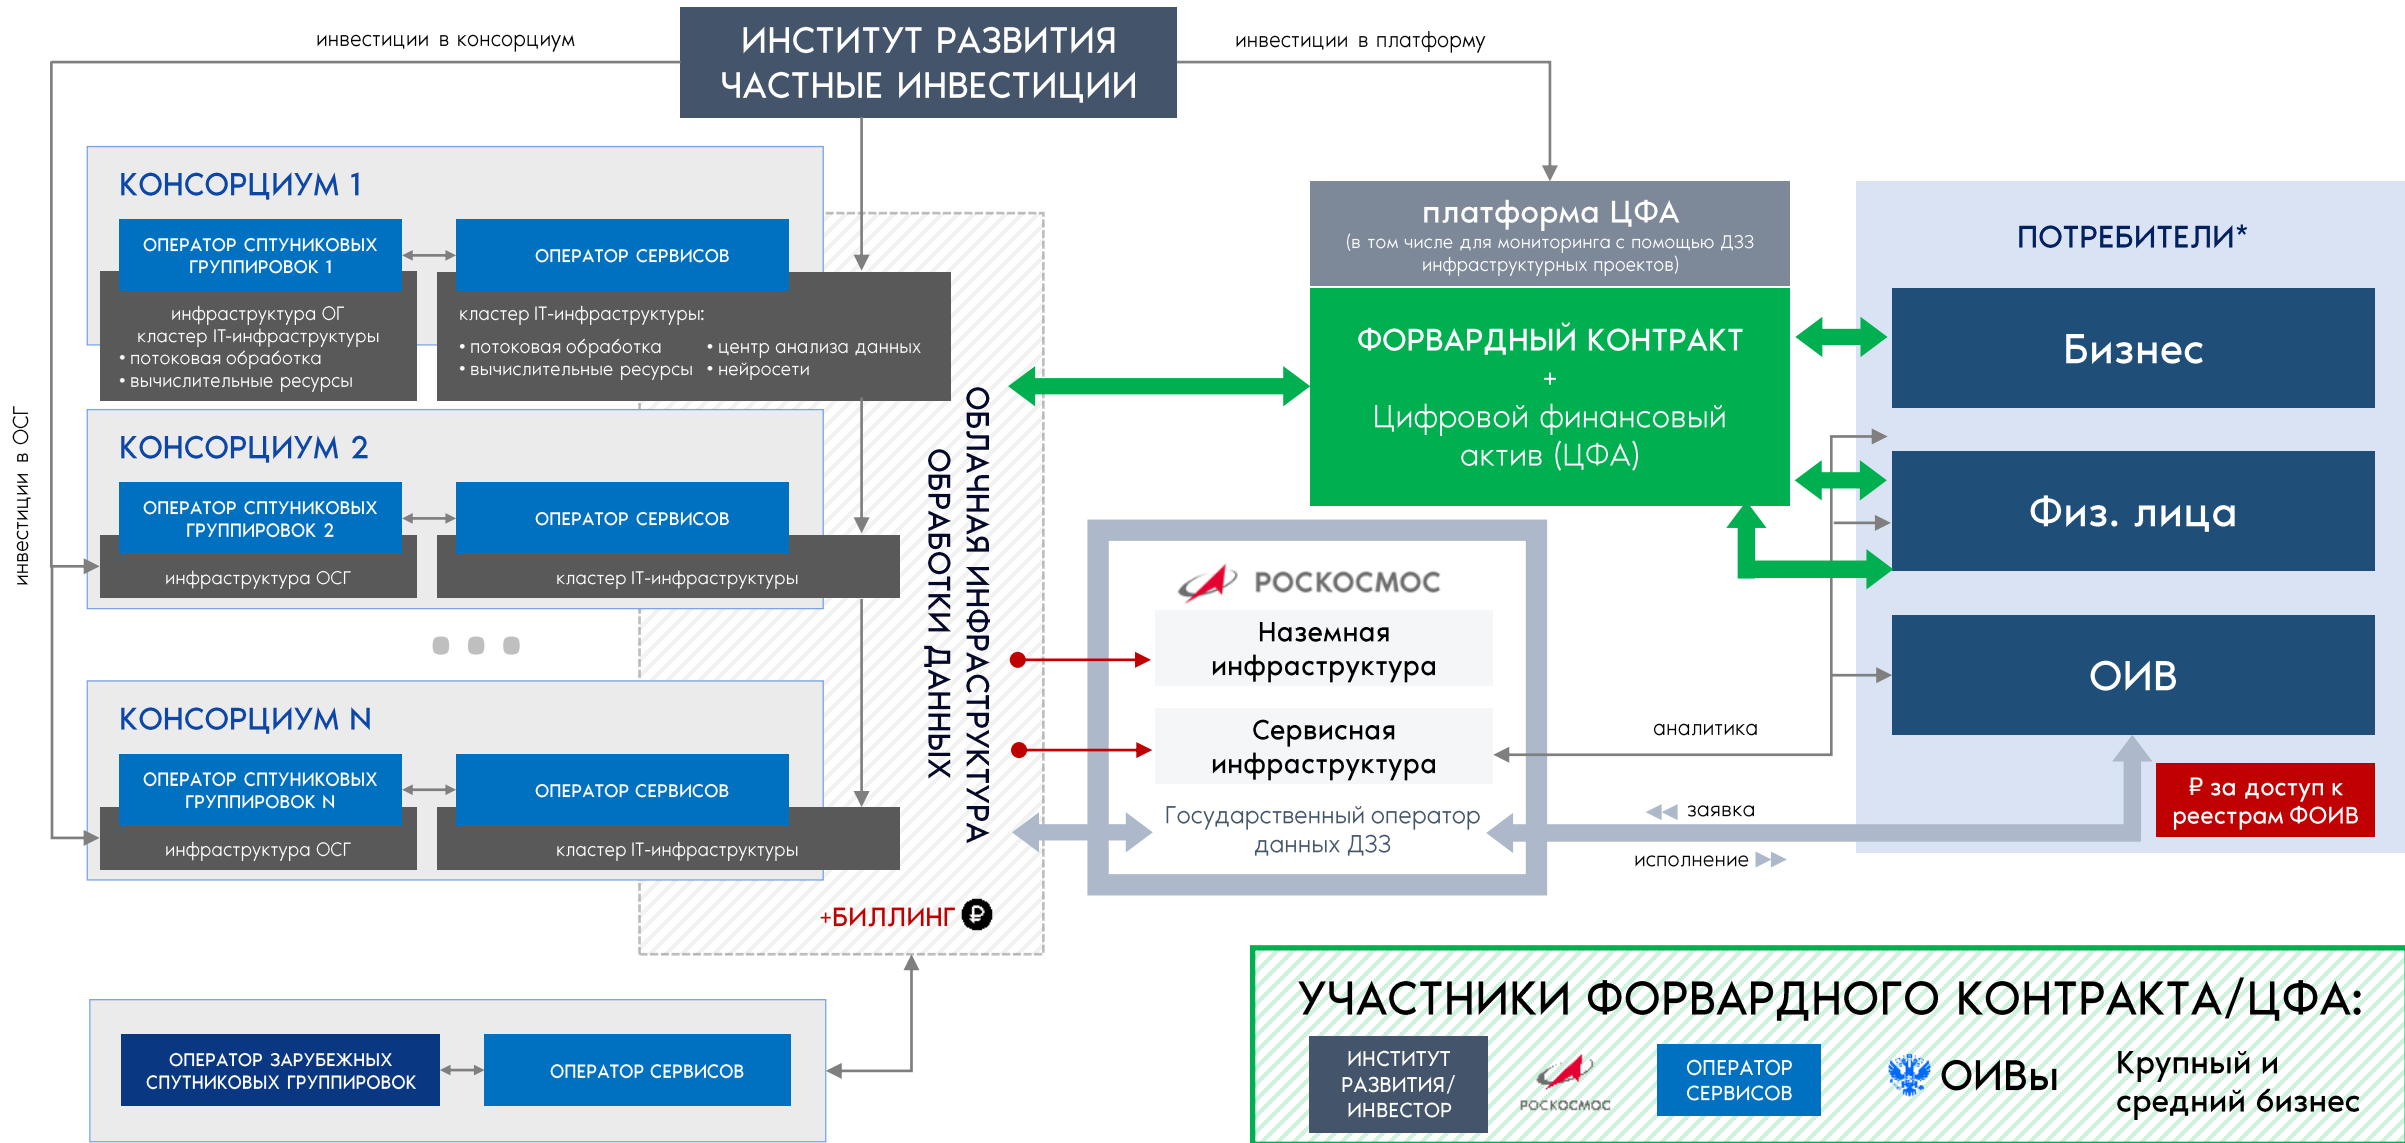 инвестиции в консорциум
ИНСТИТУТ РАЗВИТИЯ
ЧАСТНЫЕ ИНВЕСТИЦИИ
инвестиции в платформу
инвестиции в ОСГ
КОНСОРЦИУМ 1
ОПЕРАТОР СПТУНИКОВЫХ
ГРУППИРОВОК 1
ОПЕРАТОР СЕРВИСОВ
инфраструктура ОГ
кластер IT-инфраструктуры
• потоковая обработка
• вычислительные ресурсы
кластер IT-инфраструктуры:
• потоковая обработка
• вычислительные ресурсы
• центр анализа данных
• нейросети
КОНСОРЦИУМ 2
ОПЕРАТОР СПТУНИКОВЫХ
ГРУППИРОВОК 2
ОПЕРАТОР СЕРВИСОВ
инфраструктура ОСГ
кластер IT-инфраструктуры
КОНСОРЦИУМ N
ОПЕРАТОР СПТУНИКОВЫХ
ГРУППИРОВОК N
ОПЕРАТОР СЕРВИСОВ
инфраструктура ОСГ
кластер IT-инфраструктуры
ОБЛАЧНАЯ ИНФРАСТРУКТУРА
ОБРАБОТКИ ДАННЫХ
+БИЛЛИНГ ₽
ОПЕРАТОР ЗАРУБЕЖНЫХ
СПУТНИКОВЫХ ГРУППИРОВОК
ОПЕРАТОР СЕРВИСОВ
платформа ЦФА
(в том числе для мониторинга с помощью ДЗЗ
инфраструктурных проектов)
ФОРВАРДНЫЙ КОНТРАКТ
+
Цифровой финансовый
актив (ЦФА)
РОСКОСМОС
Наземная
инфраструктура
Сервисная
инфраструктура
Государственный оператор
данных ДЗЗ
аналитика
заявка
исполнение
ПОТРЕБИТЕЛИ*
Бизнес
Физ. лица
ОИВ
₽ за доступ к
реестрам ФОИВ
УЧАСТНИКИ ФОРВАРДНОГО КОНТРАКТА/ЦФА:
ИНСТИТУТ
РАЗВИТИЯ/
ИНВЕСТОР
РОСКОСМОС
ОПЕРАТОР
СЕРВИСОВ
ОИВы
Крупный и
средний бизнес